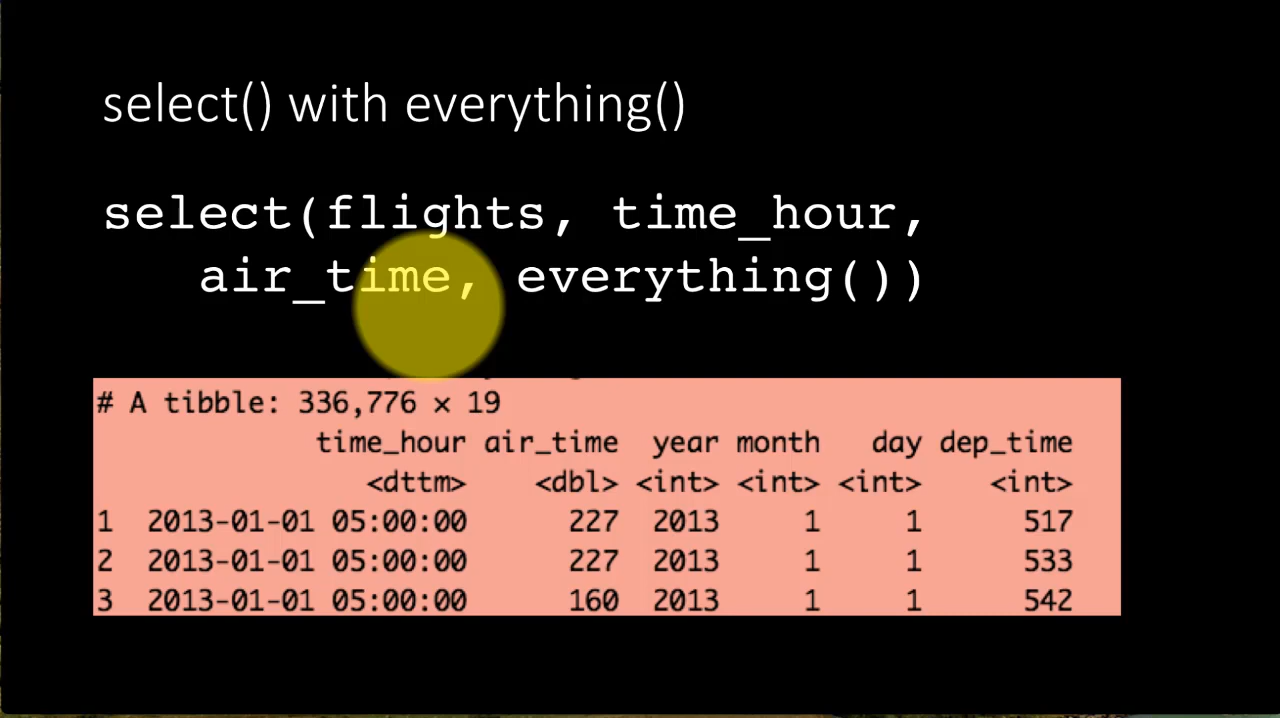 select() with everything()
select(flights, time_hour,
air_time, everything())
# A tibble: 336,776 × 19
time_hour air_time year month day dep_time
<dttm> <dbl> <int> <int> <int> <int>
1 2013-01-01 05:00:00 227 2013 1 1 517
2 2013-01-01 05:00:00 227 2013 1 1 533
3 2013-01-01 05:00:00 160 2013 1 1 542